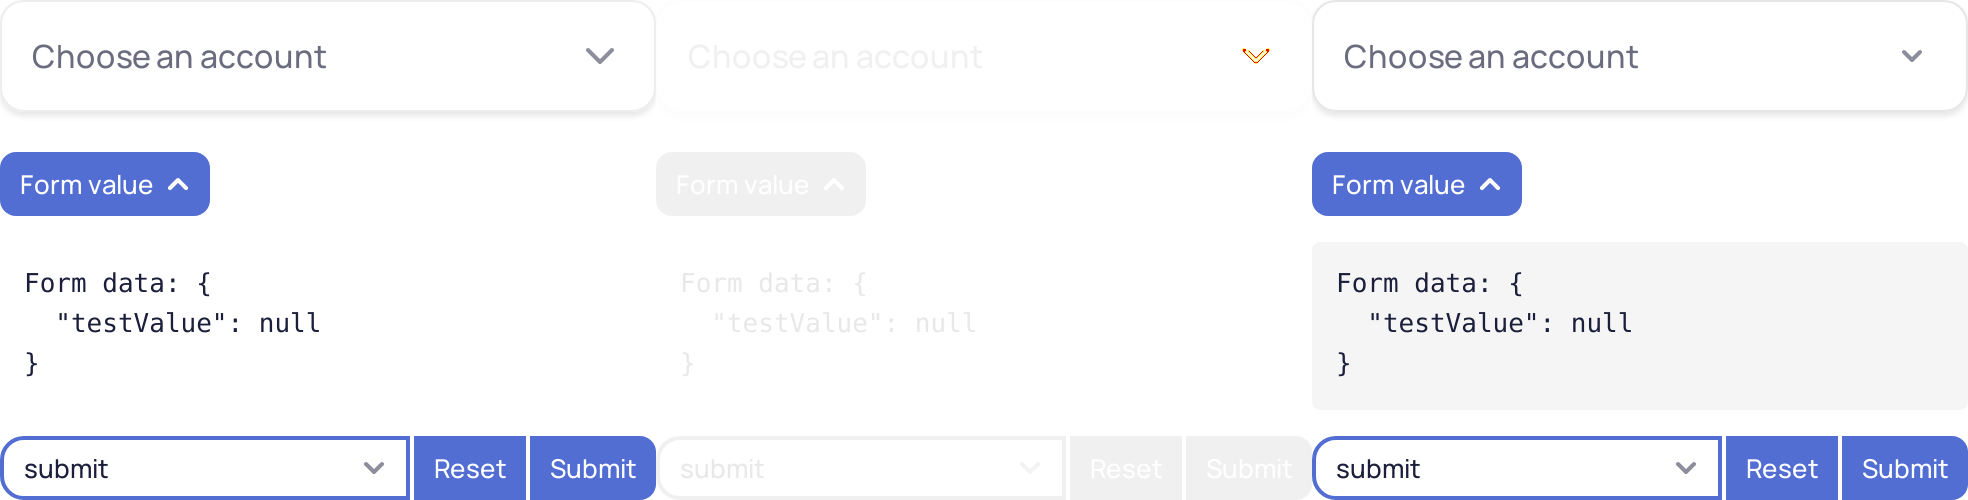 Choose an account
Choose an account
Choose an account
Form value
Form value
Form value
Form data: {
  "testValue": null
}
Form data: {
  "testValue": null
}
Form data: {
  "testValue": null
}
submit Reset Submit
submit Reset Submit
submit Reset Submit